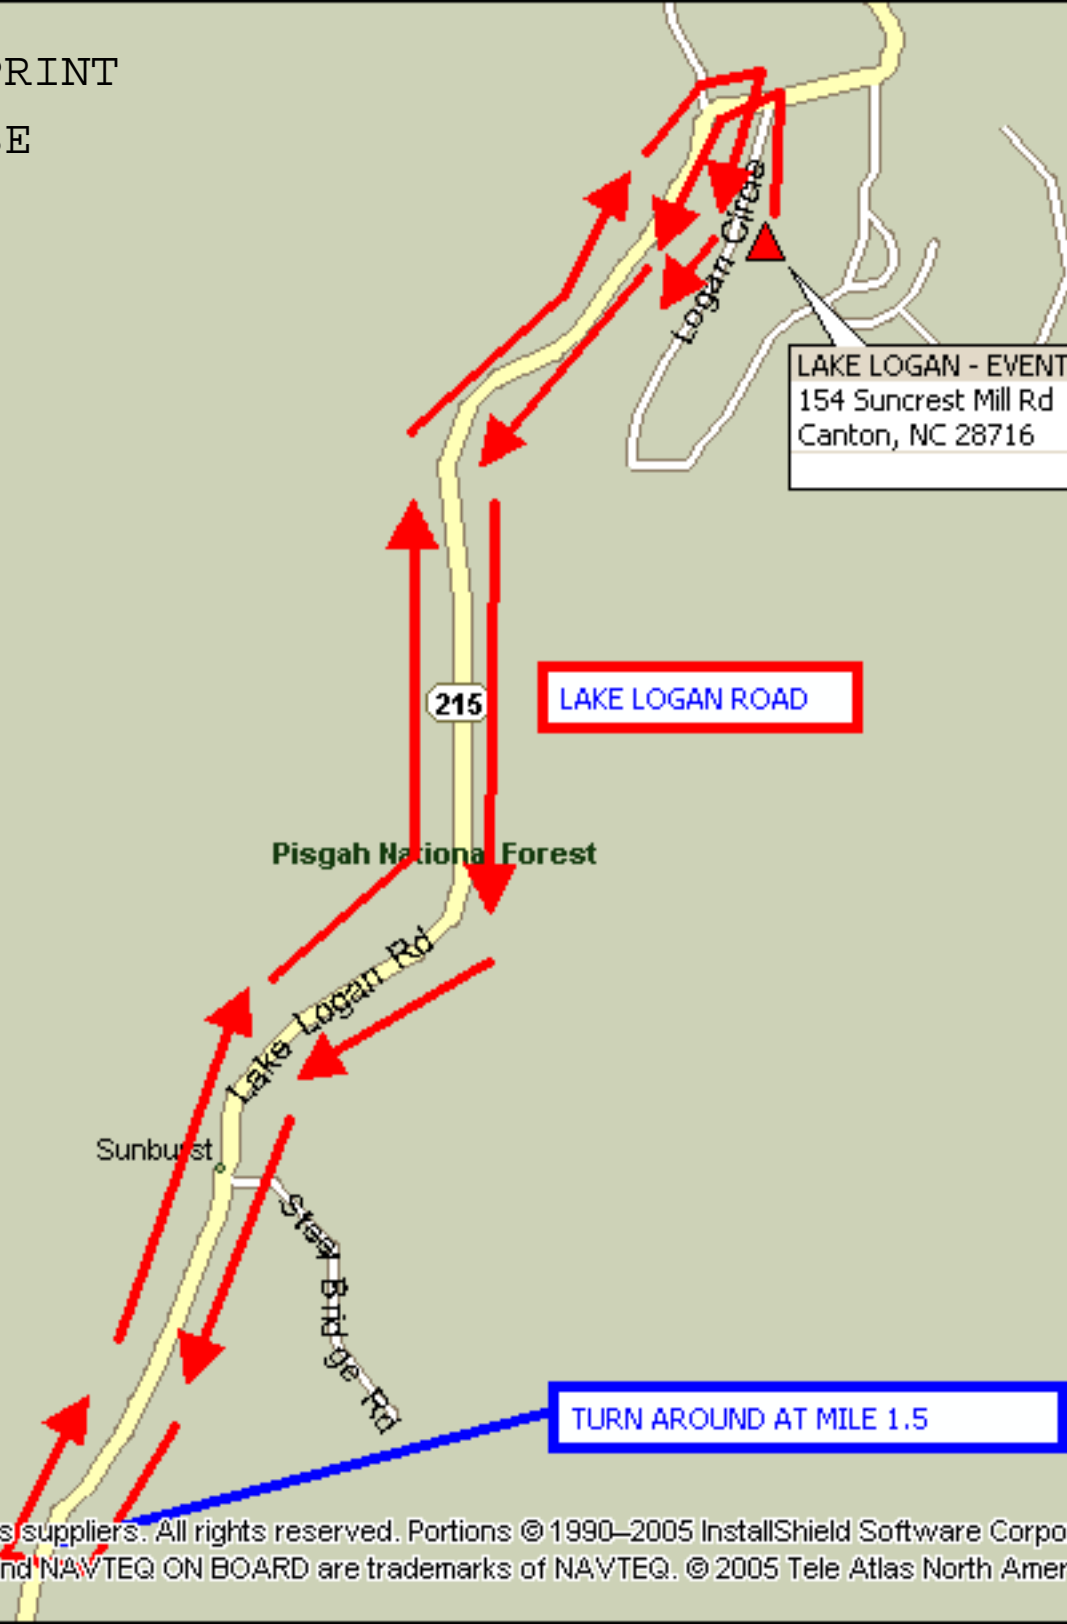 PRINT
E
Logan Circle
LAKE LOGAN - EVENT
154 Suncrest Mill Rd
Canton, NC 28716
215
LAKE LOGAN ROAD
Pisgah National Forest
Lake Logan Rd
Sunburst
Steel Bridge Rd
TURN AROUND AT MILE 1.5
s suppliers. All rights reserved. Portions © 1990–2005 InstallShield Software Corpo
nd NAVTEQ ON BOARD are trademarks of NAVTEQ. © 2005 Tele Atlas North Amer